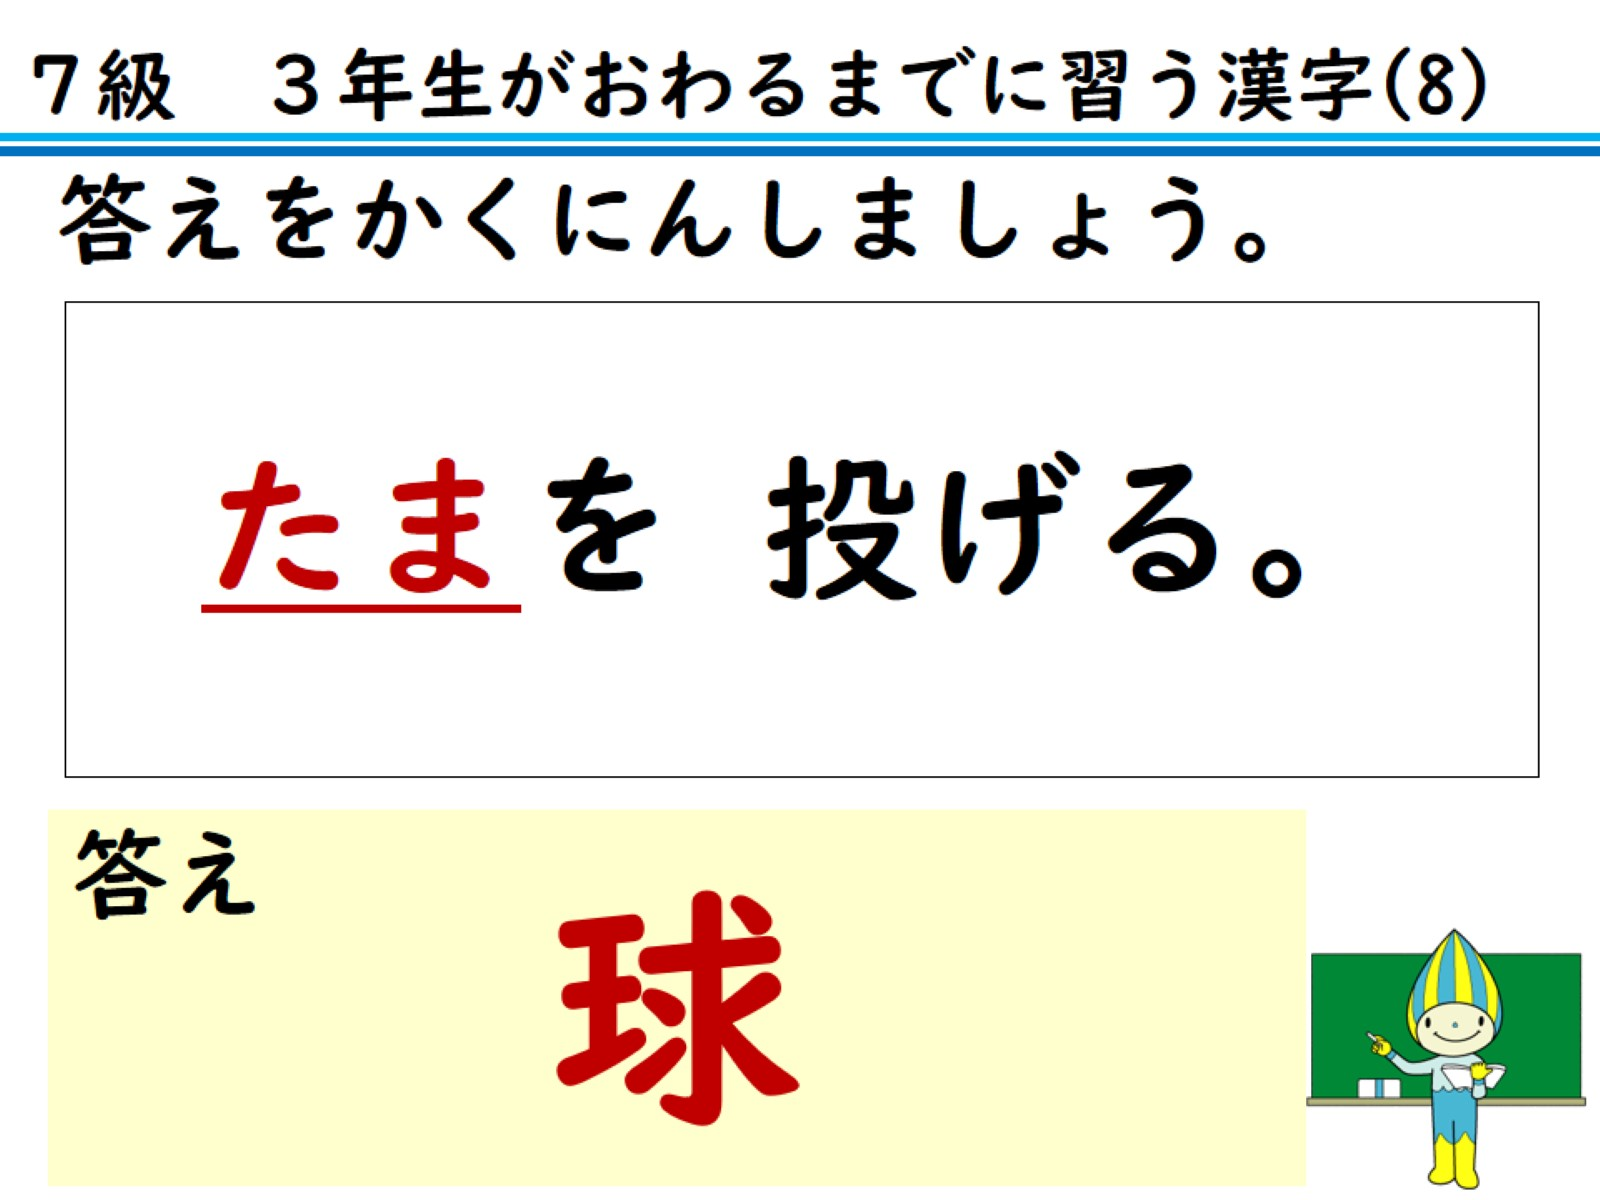 ７級　３年生がおわるまでに習う漢字(8)
答えをかくにんしましょう。
たまを 投げる。
答え
球